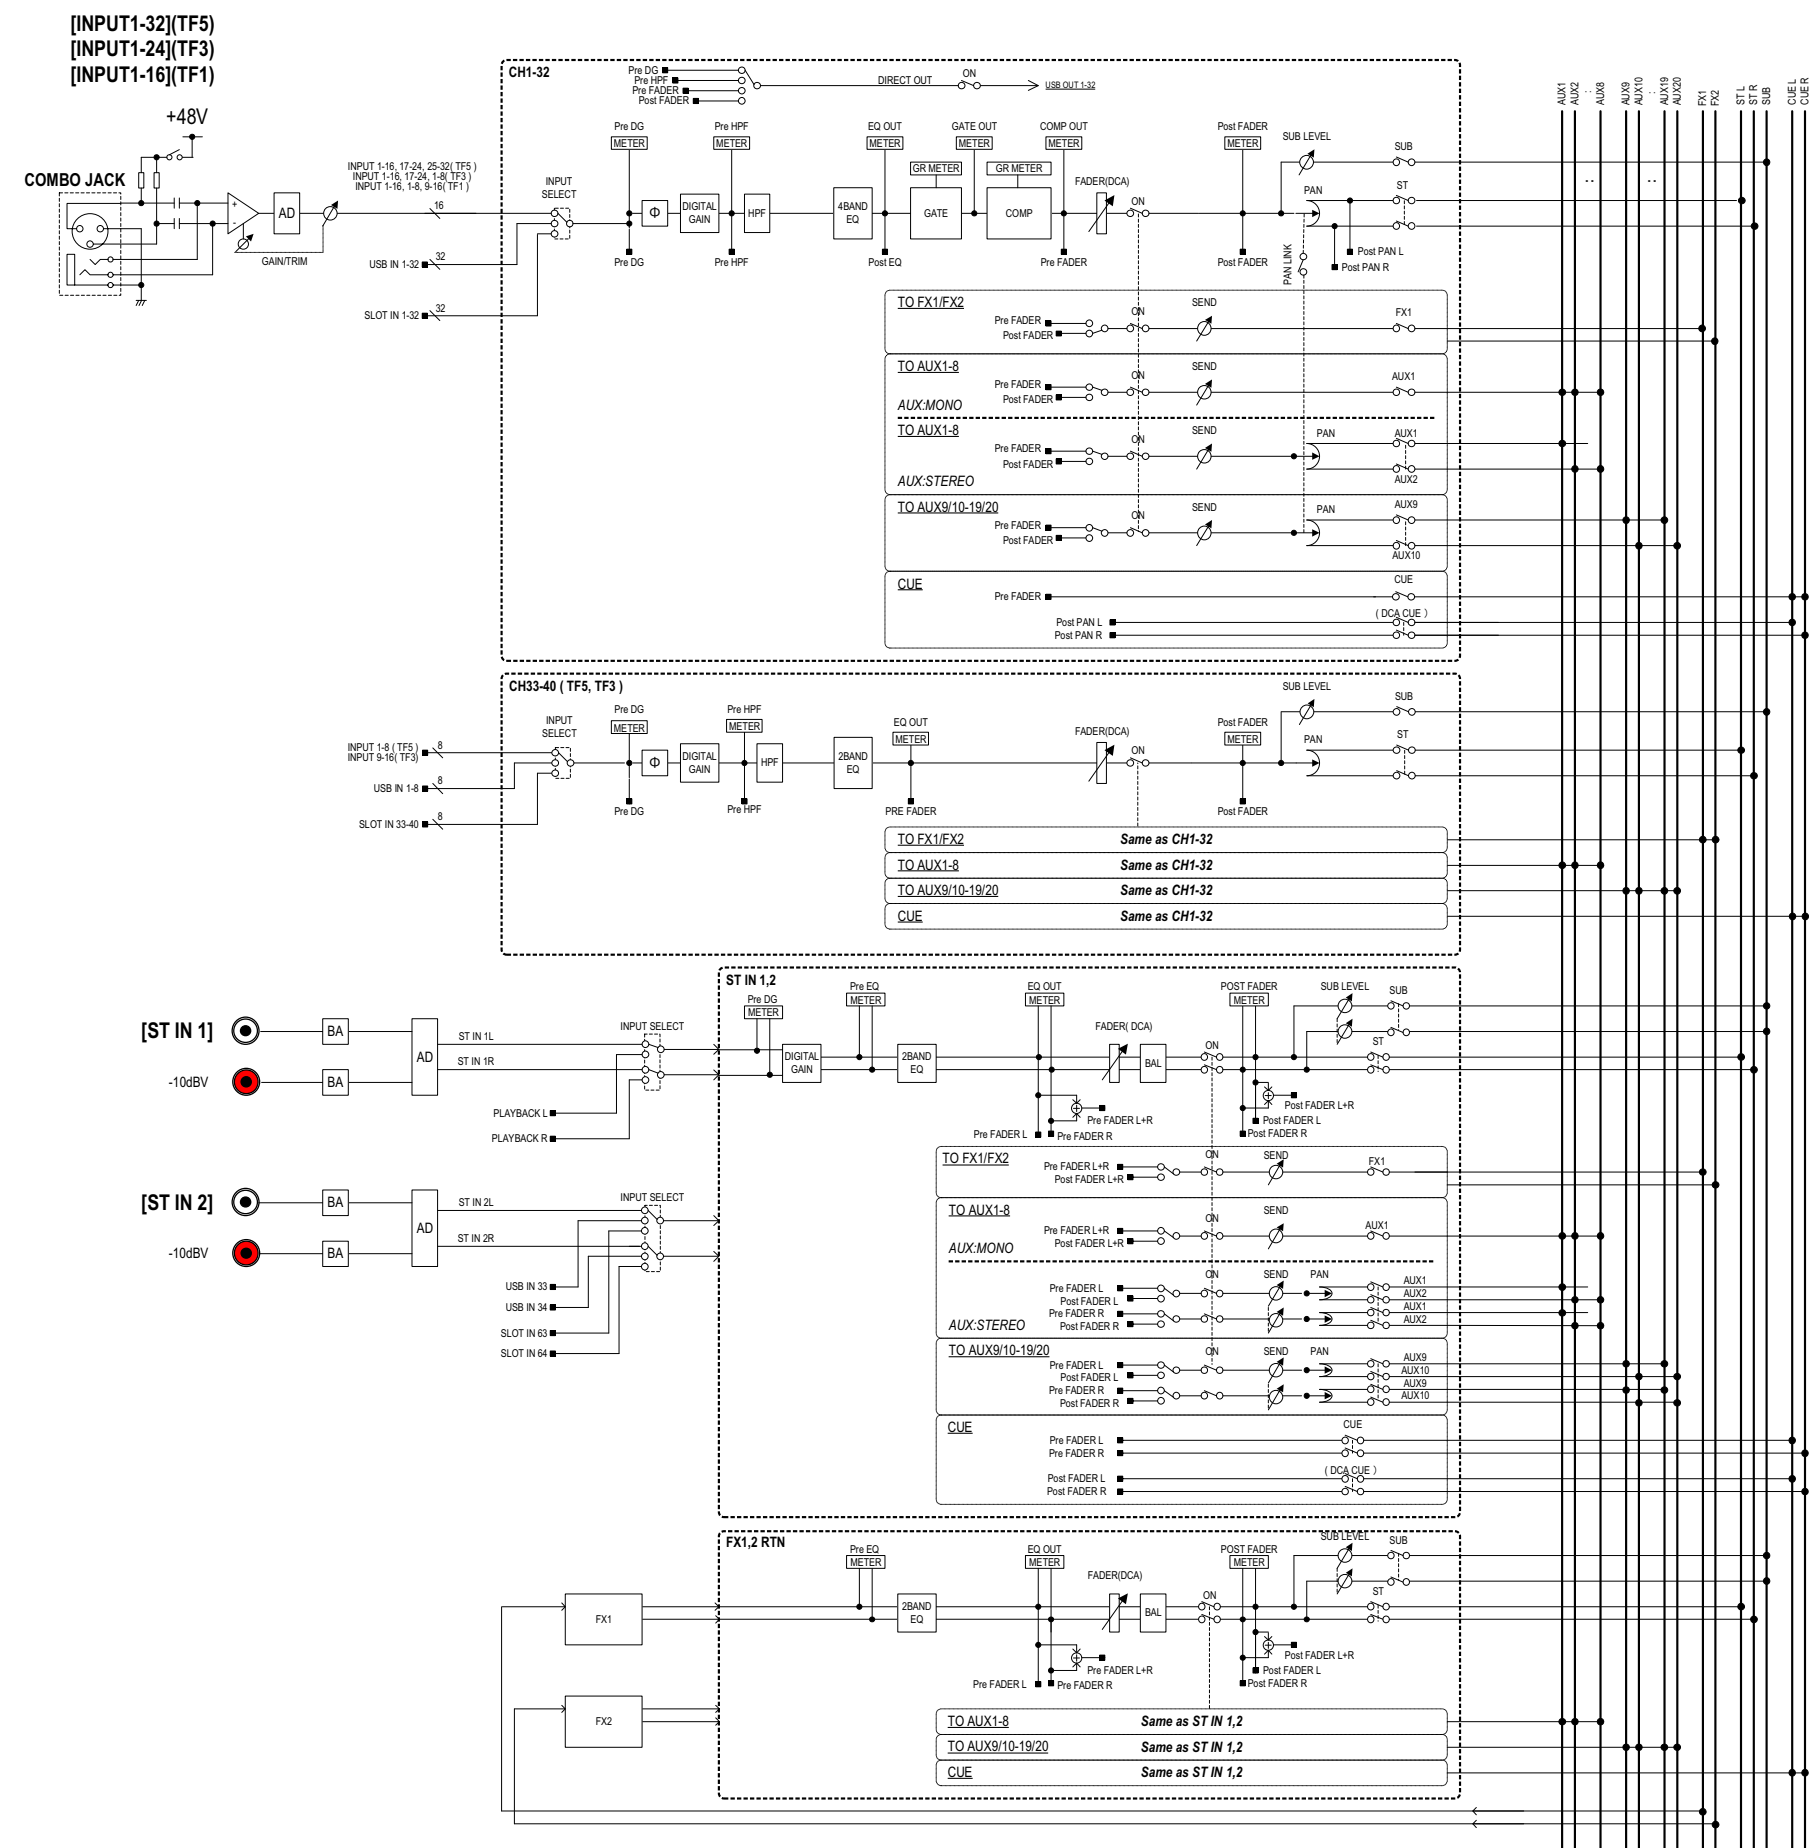 [INPUT1-32](TF5)
[INPUT1-24](TF3)
[INPUT1-16](TF1)
+48V
COMBO JACK
+
-
AD
GAIN/TRIM
INPUT 1-16, 17-24, 25-32( TF5 )
INPUT 1-16, 17-24, 1-8( TF3 )
INPUT 1-16, 1-8, 9-16( TF1 )
16
INPUT
SELECT
USB IN 1-32
32
SLOT IN 1-32
32
CH1-32
Pre DG
Pre HPF
Pre FADER
Post FADER
DIRECT OUT
ON
USB OUT 1-32
Pre DG
METER
Pre HPF
METER
EQ OUT
METER
GATE OUT
METER
COMP OUT
METER
Post FADER
METER
GR METER
GR METER
SUB LEVEL
SUB
Φ
DIGITAL
GAIN
HPF
4BAND
EQ
GATE
COMP
FADER(DCA)
ON
PAN
ST
Pre DG
Pre HPF
Post EQ
Pre FADER
Post FADER
PAN LINK
Post PAN L
Post PAN R
TO FX1/FX2
Pre FADER
Post FADER
ON
SEND
FX1
TO AUX1-8
Pre FADER
Post FADER
ON
SEND
AUX1
AUX:MONO
TO AUX1-8
Pre FADER
Post FADER
ON
SEND
PAN
AUX1
AUX2
AUX:STEREO
TO AUX9/10-19/20
Pre FADER
Post FADER
ON
SEND
PAN
AUX9
AUX10
CUE
Pre FADER
CUE
( DCA CUE )
Post PAN L
Post PAN R
AUX1
AUX2
AUX8
AUX9
AUX10
AUX19
AUX20
FX1
FX2
ST L
ST R
SUB
CUE L
CUE R
CH33-40 ( TF5, TF3 )
INPUT 1-8 ( TF5 )
INPUT 9-16( TF3)
8
USB IN 1-8
8
SLOT IN 33-40
8
INPUT
SELECT
Pre DG
METER
Pre HPF
METER
EQ OUT
METER
FADER(DCA)
ON
Post FADER
METER
SUB LEVEL
SUB
PAN
ST
Φ
DIGITAL
GAIN
HPF
2BAND
EQ
Pre DG
Pre HPF
PRE FADER
Post FADER
TO FX1/FX2 Same as CH1-32
TO AUX1-8 Same as CH1-32
TO AUX9/10-19/20 Same as CH1-32
CUE Same as CH1-32
[ST IN 1]
-10dBV
BA
BA
AD
ST IN 1L
ST IN 1R
INPUT SELECT
PLAYBACK L
PLAYBACK R
[ST IN 2]
-10dBV
BA
BA
AD
ST IN 2L
ST IN 2R
INPUT SELECT
USB IN 33
USB IN 34
SLOT IN 63
SLOT IN 64
ST IN 1,2
Pre DG
METER
Pre EQ
METER
EQ OUT
METER
POST FADER
METER
SUB LEVEL
SUB
DIGITAL
GAIN
2BAND
EQ
FADER( DCA)
BAL
ON
ST
Pre FADER L+R
Pre FADER L
Pre FADER R
Post FADER L+R
Post FADER L
Post FADER R
TO FX1/FX2
Pre FADER L+R
Post FADER L+R
ON
SEND
FX1
TO AUX1-8
Pre FADER L+R
Post FADER L+R
ON
SEND
AUX1
AUX:MONO
Pre FADER L
Post FADER L
Pre FADER R
Post FADER R
ON
SEND
PAN
AUX1
AUX2
AUX1
AUX2
AUX:STEREO
TO AUX9/10-19/20
Pre FADER L
Post FADER L
Pre FADER R
Post FADER R
ON
SEND
PAN
AUX9
AUX10
AUX9
AUX10
CUE
CUE
Pre FADER L
Pre FADER R
( DCA CUE )
Post FADER L
Post FADER R
FX1,2 RTN
Pre EQ
METER
EQ OUT
METER
POST FADER
METER
SUB LEVEL
SUB
FX1
2BAND
EQ
FADER(DCA)
BAL
ON
ST
Pre FADER L+R
Pre FADER L
Pre FADER R
Post FADER L+R
Post FADER L
Post FADER R
FX2
TO AUX1-8 Same as ST IN 1,2
TO AUX9/10-19/20 Same as ST IN 1,2
CUE Same as ST IN 1,2